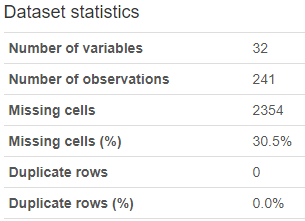 Dataset statistics
Number of variables 32
Number of observations 241
Missing cells 2354
Missing cells (%) 30.5%
Duplicate rows 0
Duplicate rows (%) 0.0%